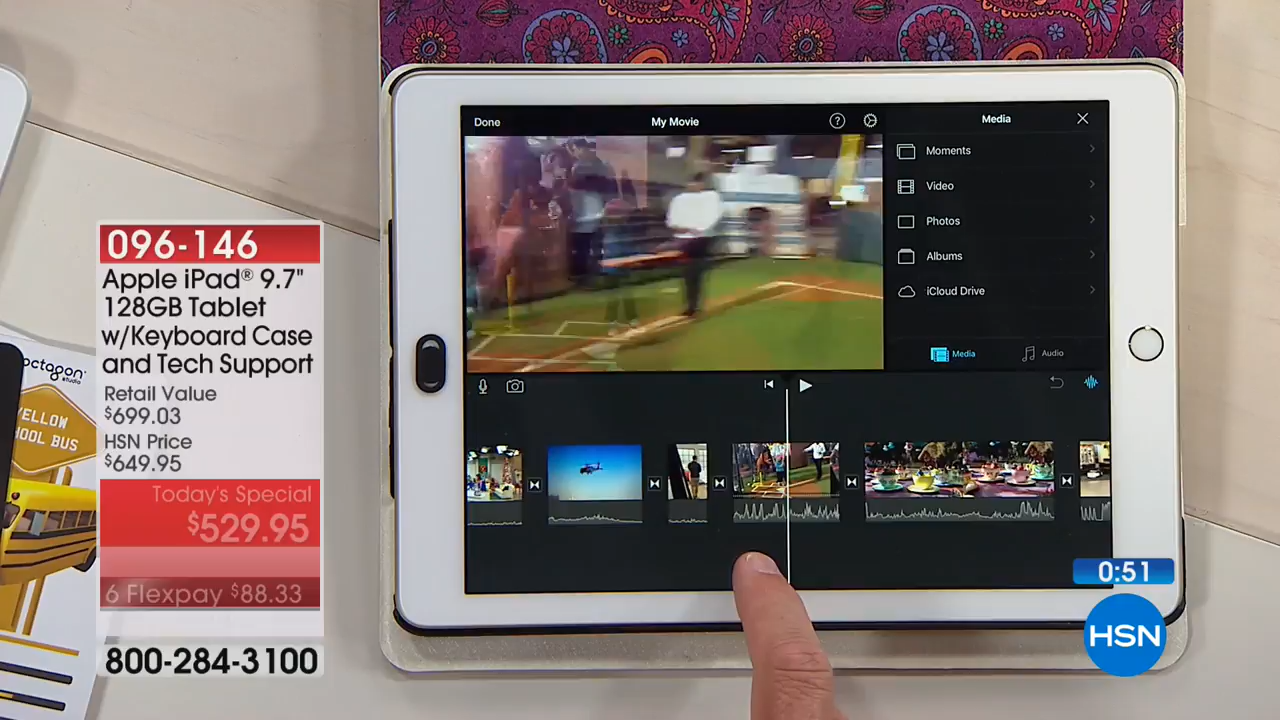 096-146
Apple iPad® 9.7"
128GB Tablet
w/Keyboard Case
and Tech Support
Retail Value
$699.03
HSN Price
$649.95
Today's Special
$529.95
6 Flexpay $88.33
800-284-3100
octagon
studio
YELLOW
OOL BUS
Done
My Movie
?
Media
Moments
Video
Photos
Albums
iCloud Drive
Media
Audio
0:51
HSN